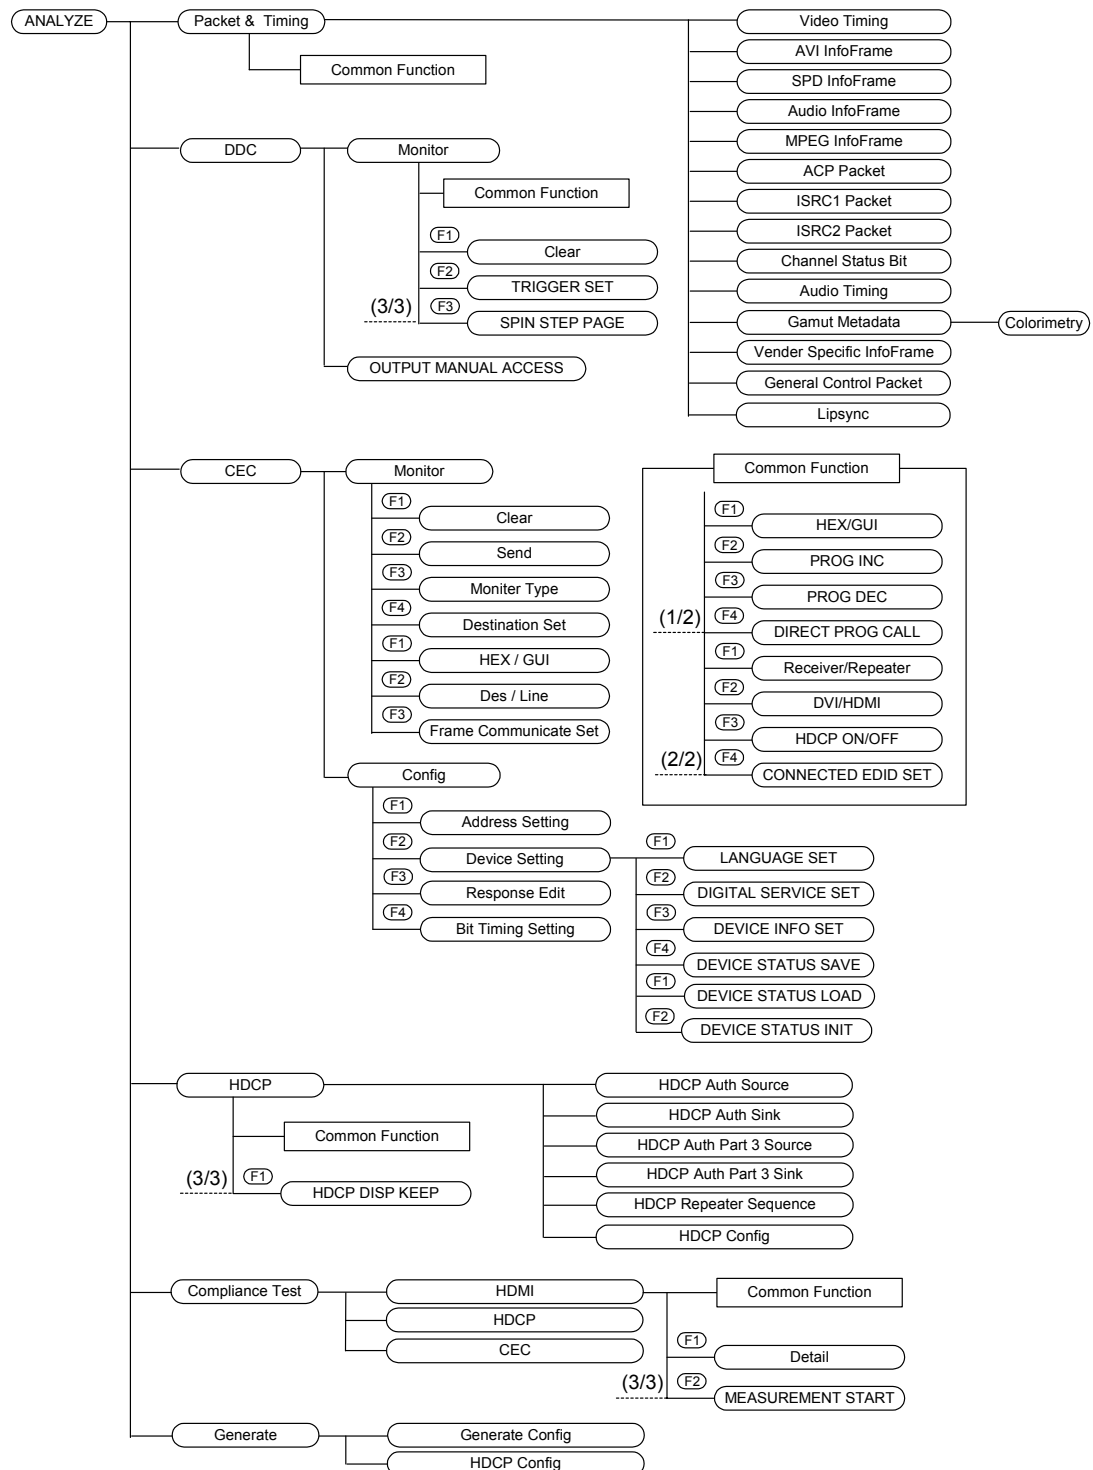 ANALYZE
Packet & Timing
Common Function
Video Timing
AVI InfoFrame
SPD InfoFrame
Audio InfoFrame
MPEG InfoFrame
ACP Packet
ISRC1 Packet
ISRC2 Packet
Channel Status Bit
Audio Timing
Gamut Metadata
Colorimetry
Vender Specific InfoFrame
General Control Packet
Lipsync
DDC
Monitor
Common Function
F1
Clear
F2
TRIGGER SET
(3/3)
F3
SPIN STEP PAGE
OUTPUT MANUAL ACCESS
CEC
Monitor
F1
Clear
F2
Send
F3
Moniter Type
F4
Destination Set
F1
HEX / GUI
F2
Des / Line
F3
Frame Communicate Set
Common Function
F1
HEX/GUI
F2
PROG INC
F3
PROG DEC
(1/2)
F4
DIRECT PROG CALL
F1
Receiver/Repeater
F2
DVI/HDMI
F3
HDCP ON/OFF
(2/2)
F4
CONNECTED EDID SET
Config
F1
Address Setting
F2
Device Setting
F3
Response Edit
F4
Bit Timing Setting
F1
LANGUAGE SET
F2
DIGITAL SERVICE SET
F3
DEVICE INFO SET
F4
DEVICE STATUS SAVE
F1
DEVICE STATUS LOAD
F2
DEVICE STATUS INIT
HDCP
Common Function
(3/3)
F1
HDCP DISP KEEP
HDCP Auth Source
HDCP Auth Sink
HDCP Auth Part 3 Source
HDCP Auth Part 3 Sink
HDCP Repeater Sequence
HDCP Config
Compliance Test
HDMI
HDCP
CEC
Common Function
F1
Detail
(3/3)
F2
MEASUREMENT START
Generate
Generate Config
HDCP Config